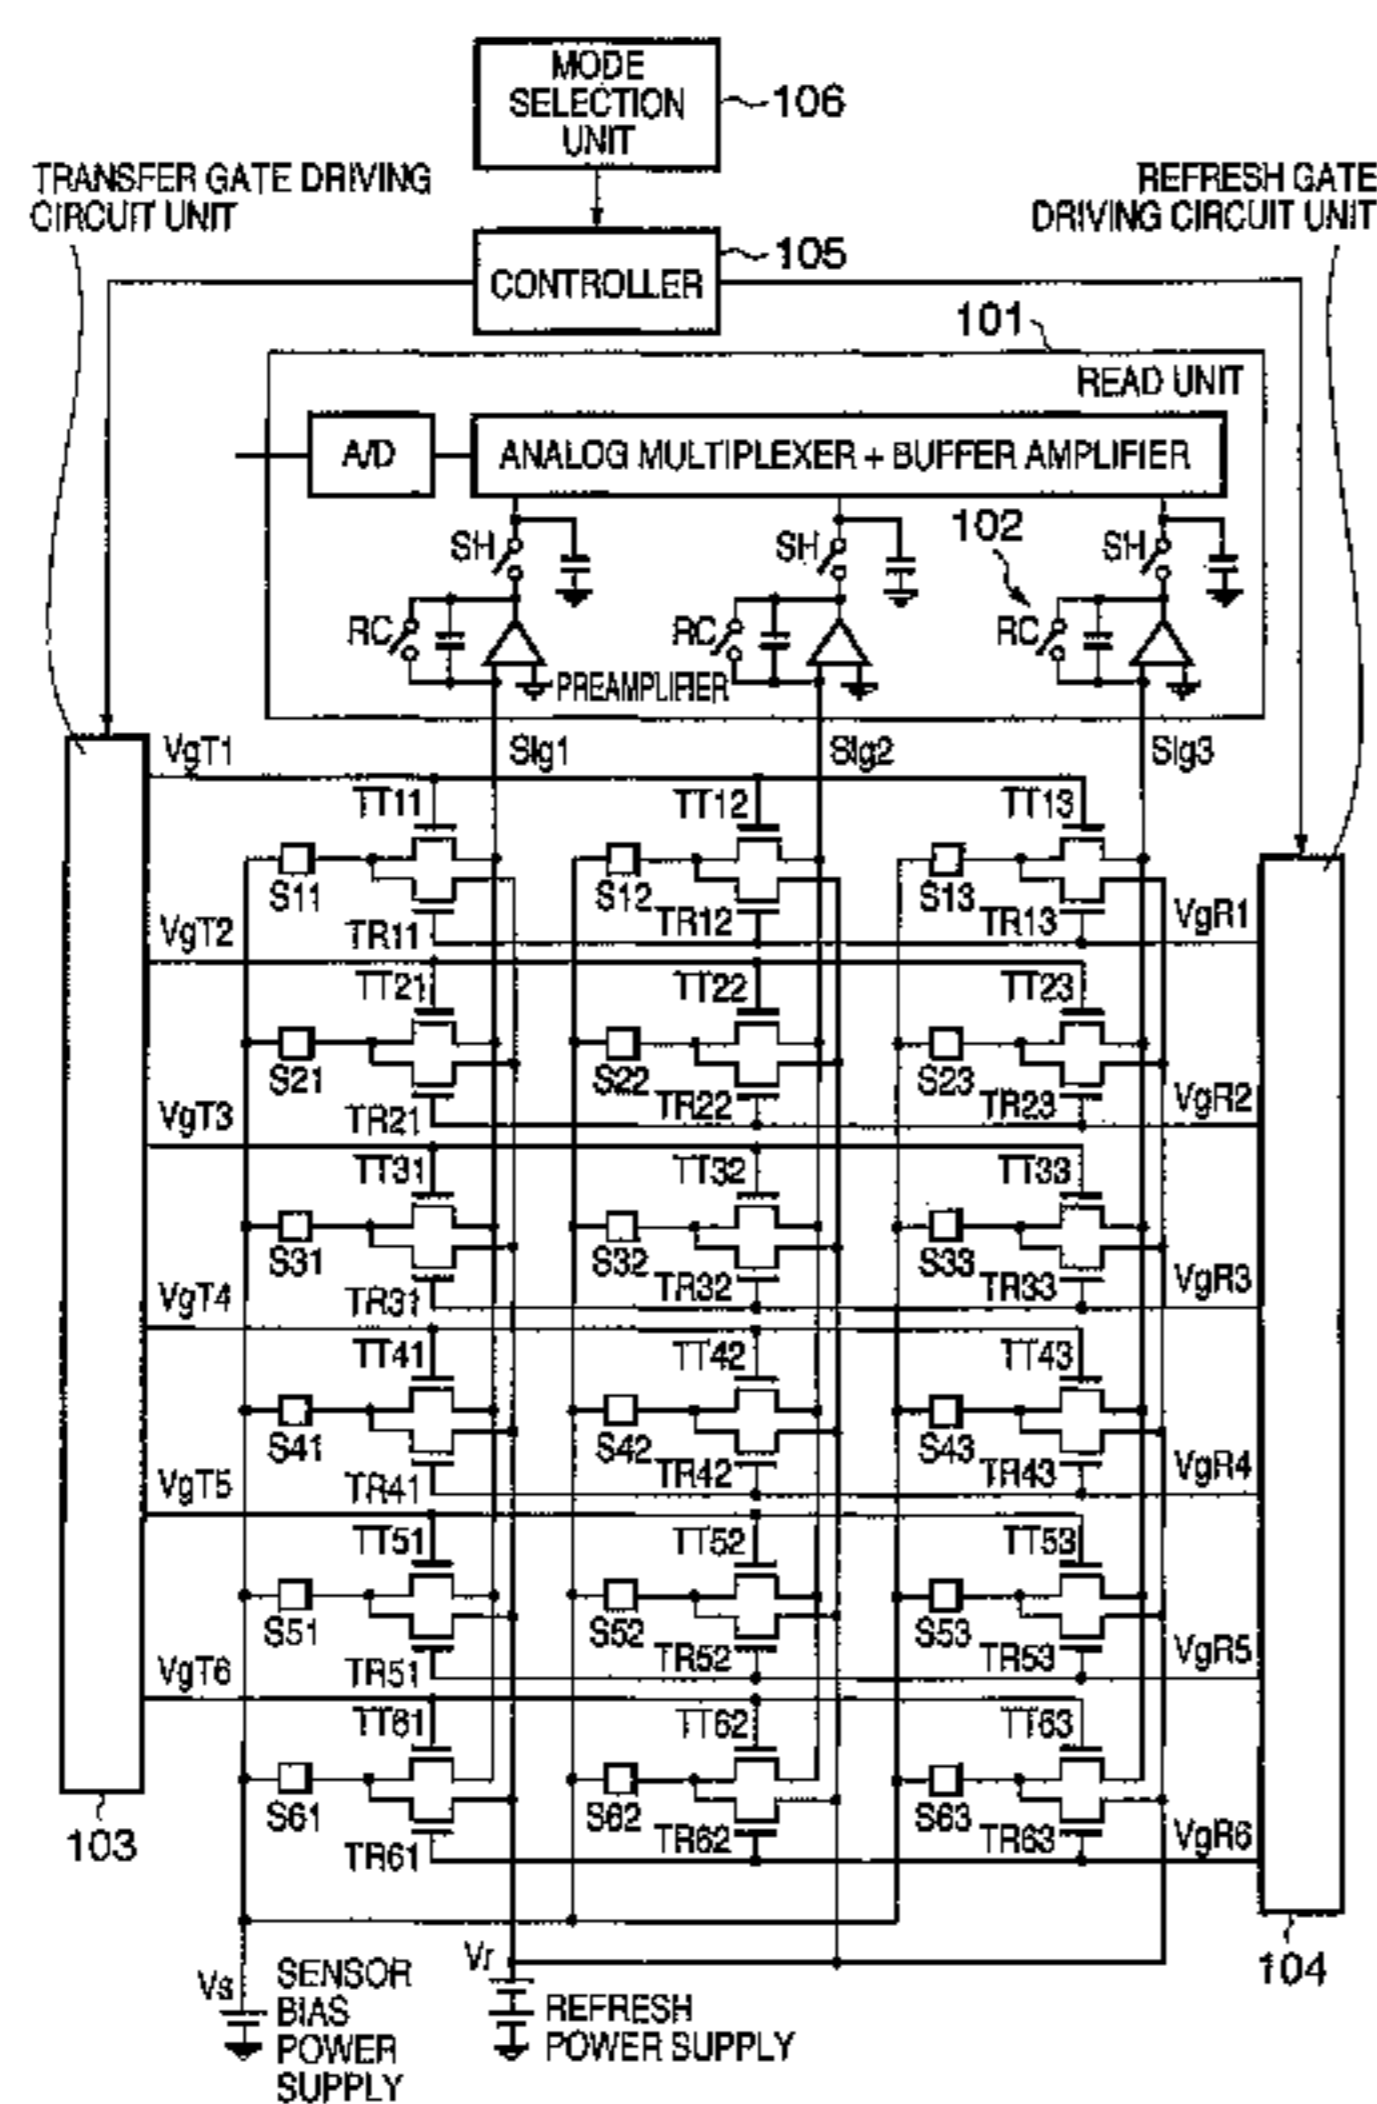 MODE
SELECTION
UNIT
106
TRANSFER GATE DRIVING
CIRCUIT UNIT
REFRESH GATE
DRIVING CIRCUIT UNIT
CONTROLLER
105
101
READ UNIT
A/D
ANALOG MULTIPLEXER + BUFFER AMPLIFIER
SH SH 102 SH
RC RC RC
PREAMPLIFIER
VgT1 Sig1 Sig2 Sig3
TT11 TT12 TT13
S11 S12 S13
VgT2 TR11 TR12 TR13 VgR1
TT21 TT22 TT23
S21 S22 S23
VgT3 TR21 TR22 TR23 VgR2
TT31 TT32 TT33
S31 S32 S33
VgT4 TR31 TR32 TR33 VgR3
TT41 TT42 TT43
S41 S42 S43
VgT5 TR41 TR42 TR43 VgR4
TT51 TT52 TT53
S51 S52 S53
VgT6 TR51 TR52 TR53 VgR5
TT61 TT62 TT63
S61 S62 S63
103 TR61 TR62 TR63 VgR6
104
Vs SENSOR
BIAS
POWER
SUPPLY
Vr REFRESH
POWER SUPPLY